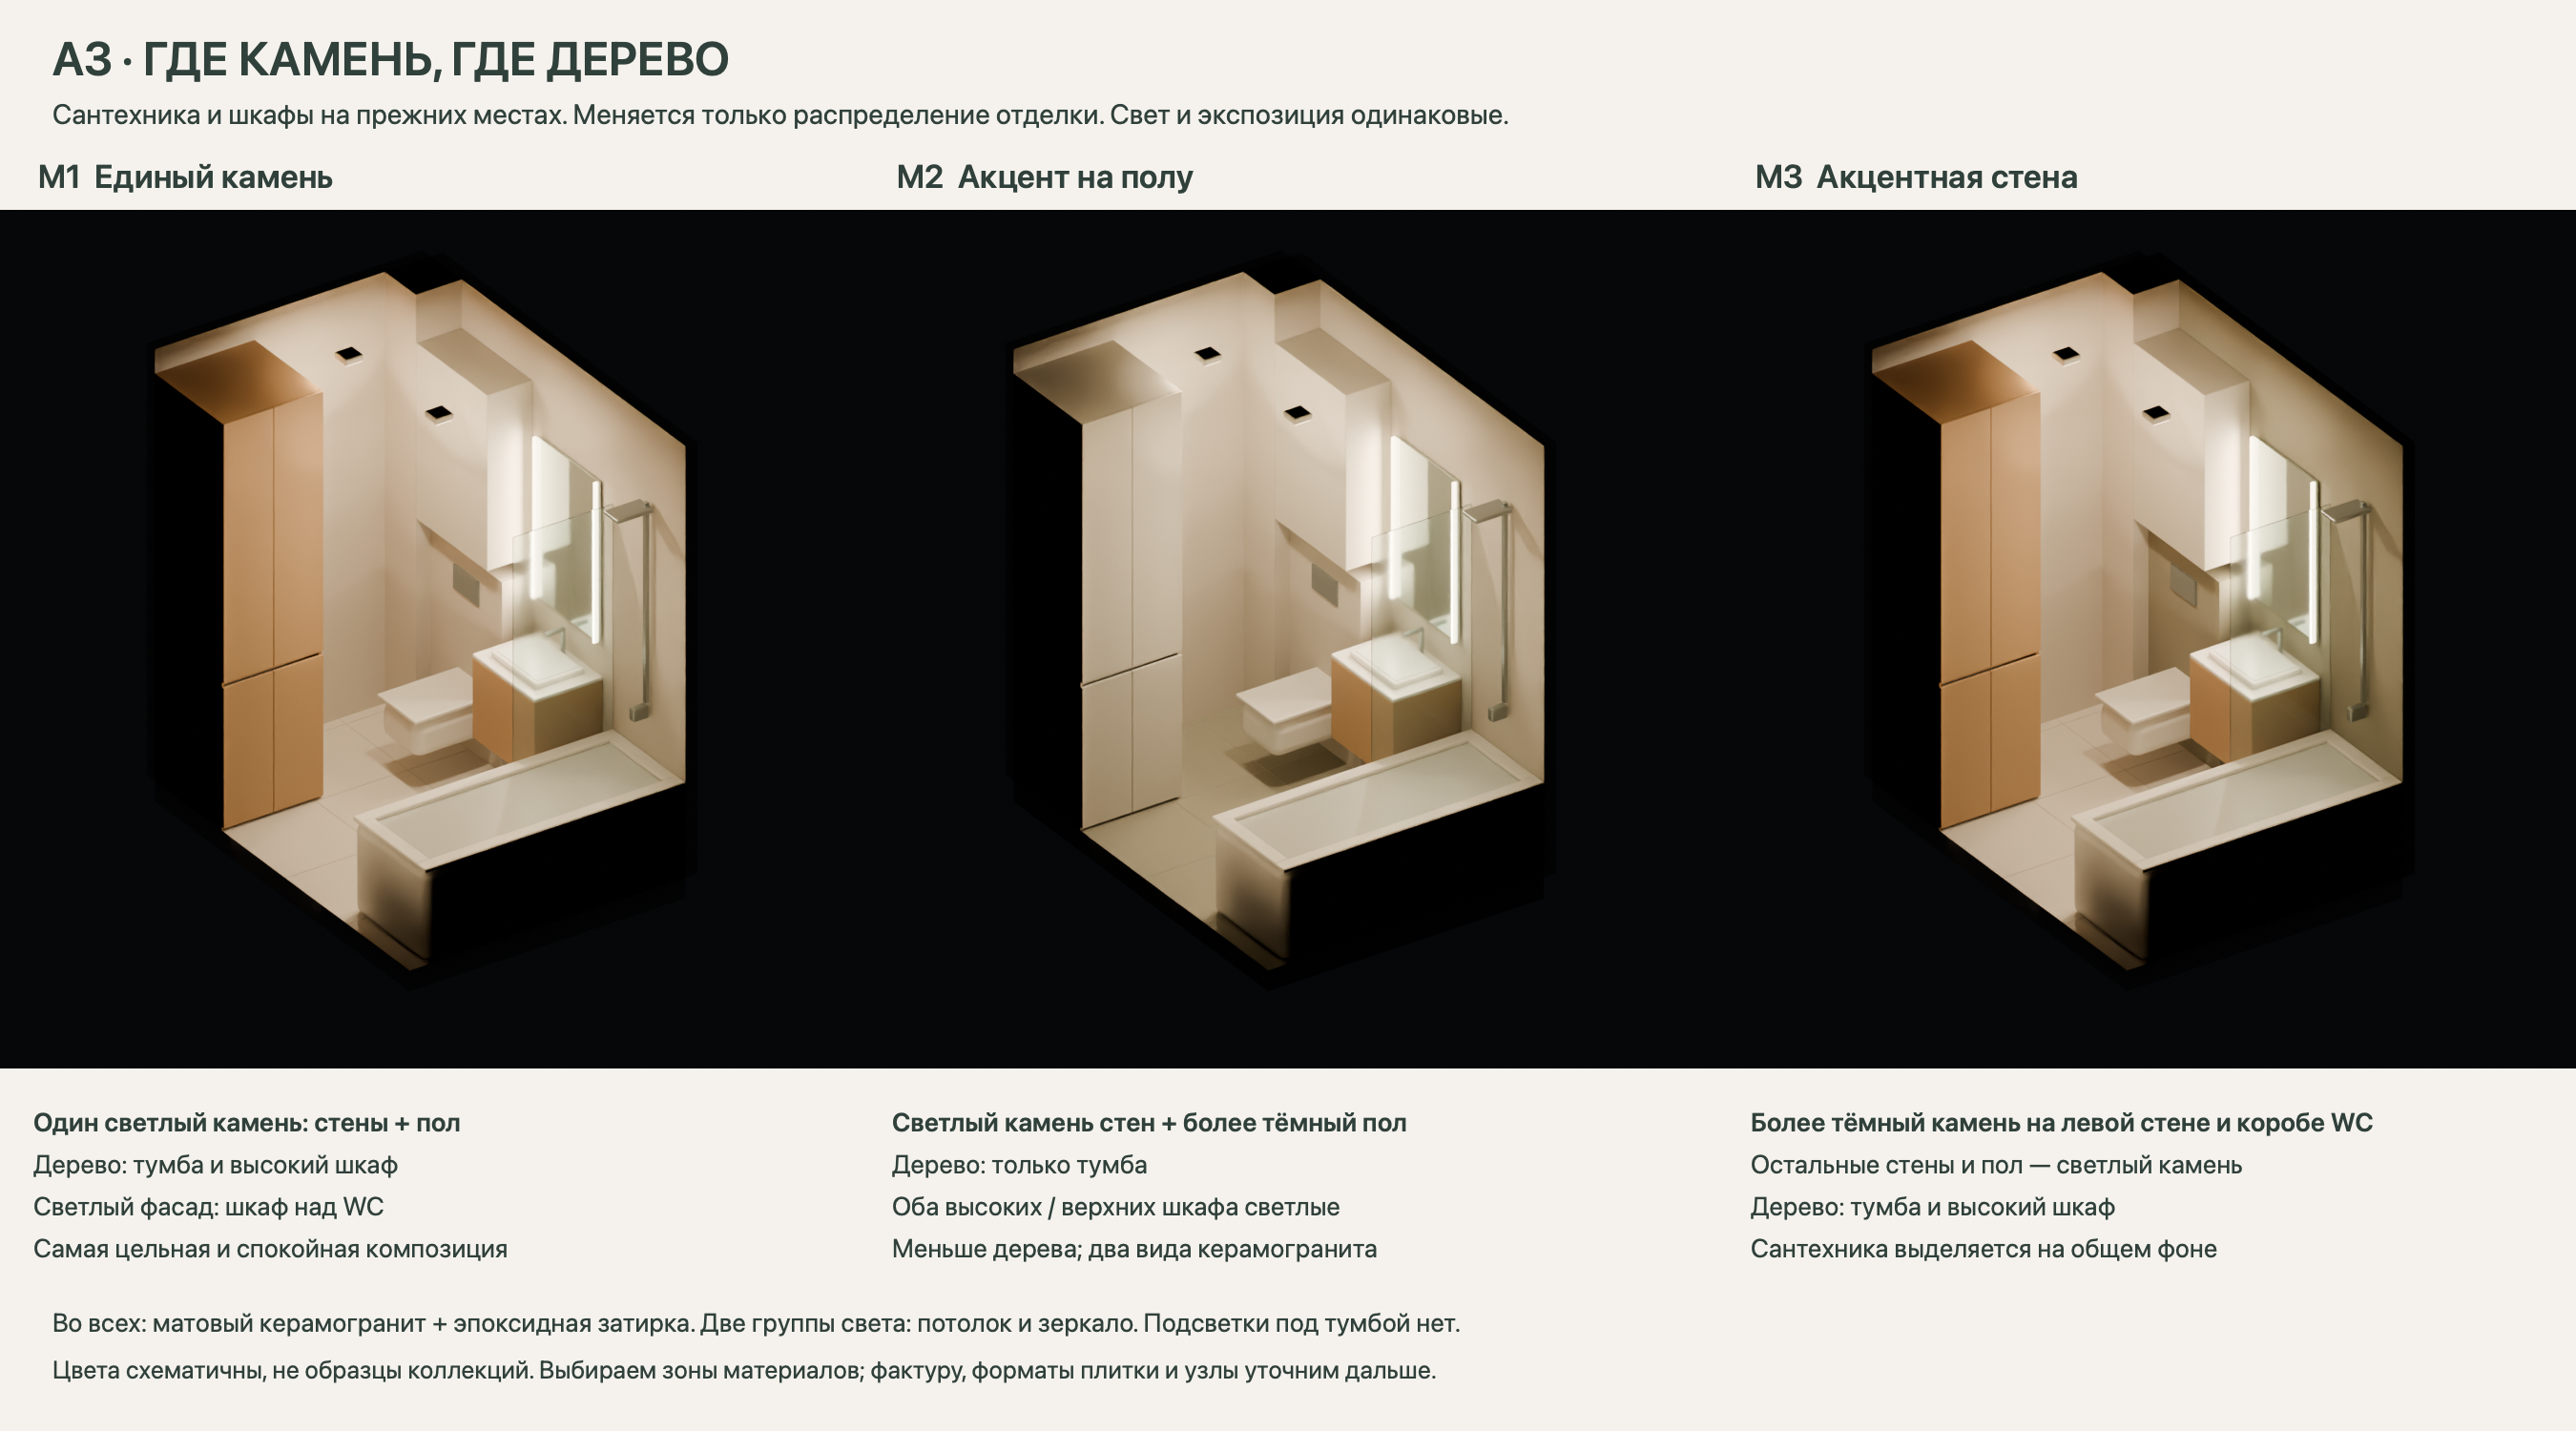 А3 · ГДЕ КАМЕНЬ, ГДЕ ДЕРЕВО
Сантехника и шкафы на прежних местах. Меняется только распределение отделки. Свет и экспозиция одинаковые.
М1 Единый камень
М2 Акцент на полу
М3 Акцентная стена
Один светлый камень: стены + пол
Дерево: тумба и высокий шкаф
Светлый фасад: шкаф над WC
Самая цельная и спокойная композиция
Светлый камень стен + более тёмный пол
Дерево: только тумба
Оба высоких / верхних шкафа светлые
Меньше дерева; два вида керамогранита
Более тёмный камень на левой стене и коробе WC
Остальные стены и пол — светлый камень
Дерево: тумба и высокий шкаф
Сантехника выделяется на общем фоне
Во всех: матовый керамогранит + эпоксидная затирка. Две группы света: потолок и зеркало. Подсветки под тумбой нет.
Цвета схематичны, не образцы коллекций. Выбираем зоны материалов; фактуру, форматы плитки и узлы уточним дальше.